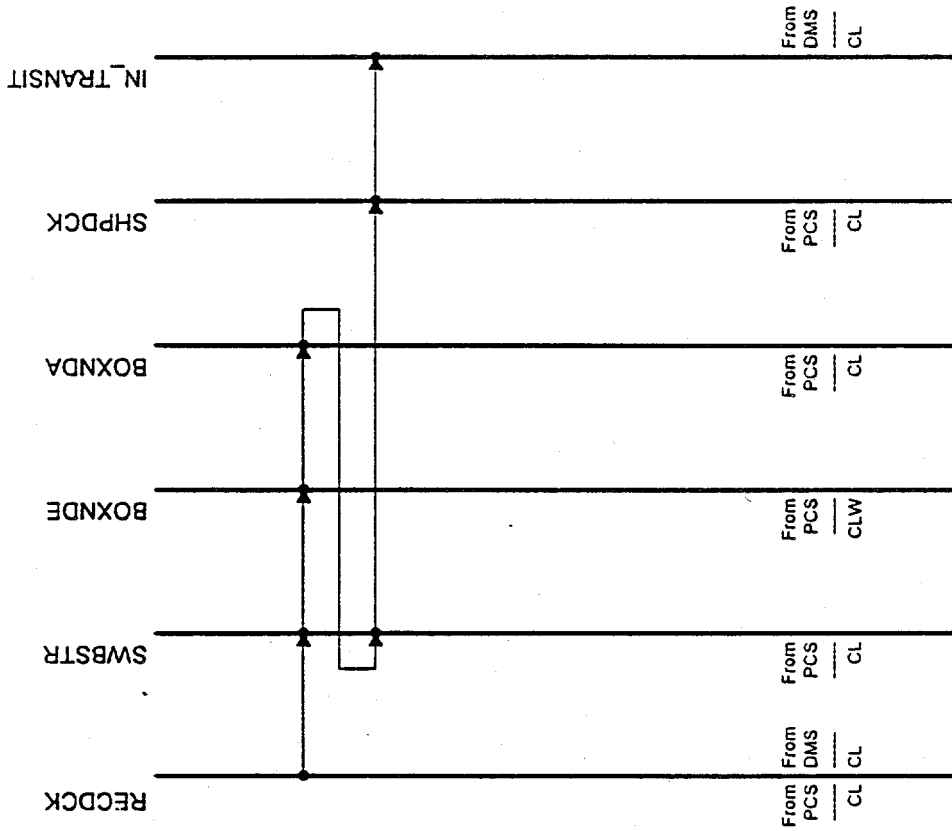 IN_TRANSIT
SHPDCK
BOXNDA
BOXNDE
SWBSTR
RECDCK
From
DMS
CL
From
PCS
CL
From
PCS
CL
From
PCS
CLW
From
PCS
CL
From
DMS
CL
From
PCS
CL